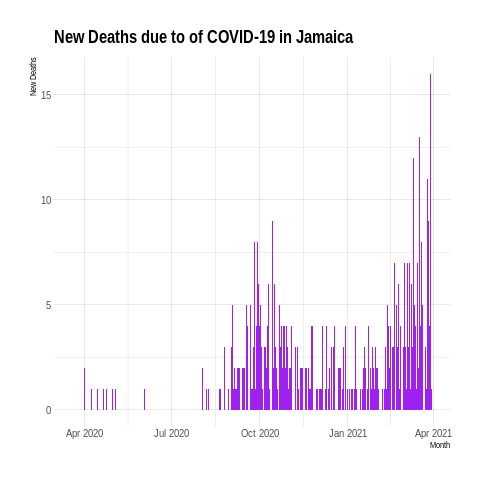 New Deaths due to of COVID-19 in Jamaica
New Deaths
15
10
5
0
Apr 2020 Jul 2020 Oct 2020 Jan 2021 Apr 2021
Month